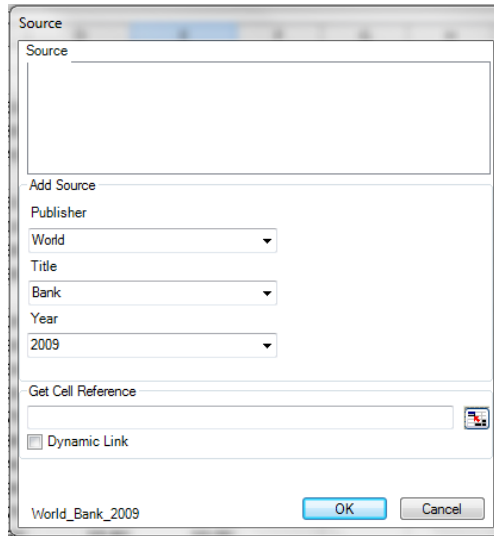 Source
Source
Add Source
Publisher
World
Title
Bank
Year
2009
Get Cell Reference
Dynamic Link
World_Bank_2009 OK Cancel